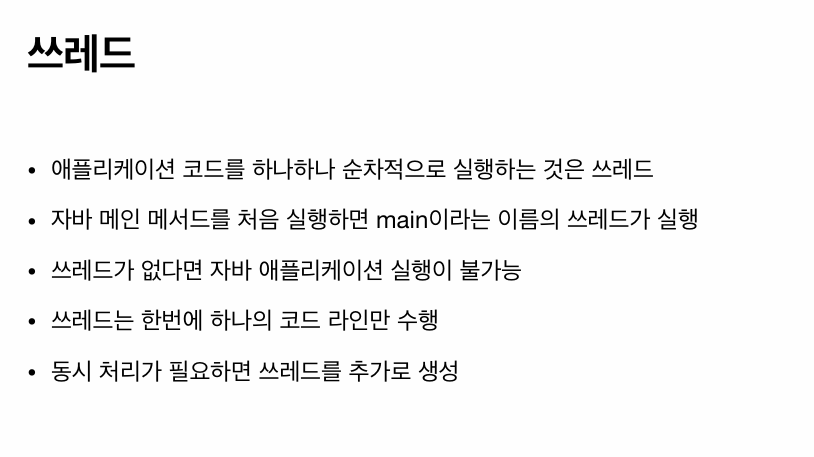 쓰레드
• 애플리케이션 코드를 하나하나 순차적으로 실행하는 것은 쓰레드
• 자바 메인 메서드를 처음 실행하면 main이라는 이름의 쓰레드가 실행
• 쓰레드가 없다면 자바 애플리케이션 실행이 불가능
• 쓰레드는 한번에 하나의 코드 라인만 수행
• 동시 처리가 필요하면 쓰레드를 추가로 생성